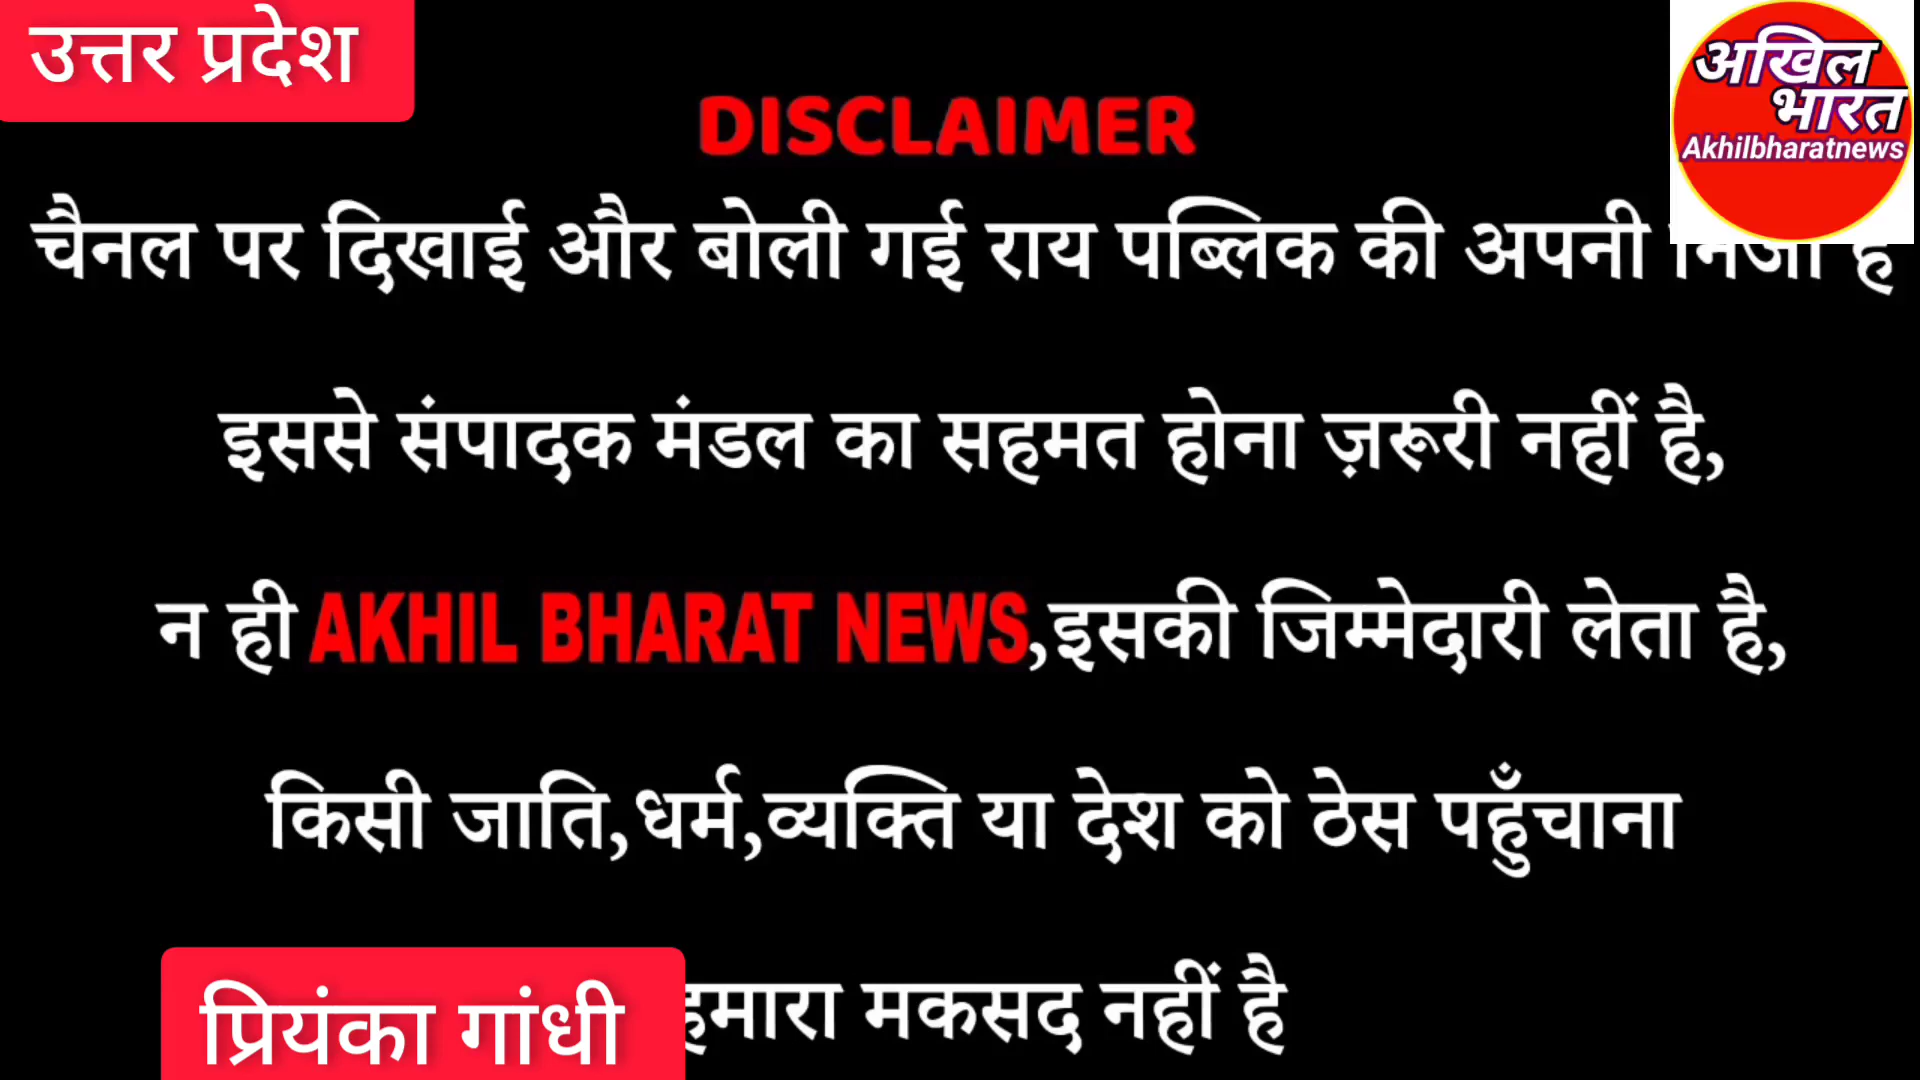 उत्तर प्रदेश
अखिल
भारत
Akhilbharatnews
DISCLAIMER
चैनल पर दिखाई और बोली गई राय पब्लिक की अपनी निजी है
इससे संपादक मंडल का सहमत होना ज़रूरी नहीं है,
न ही AKHIL BHARAT NEWS,इसकी जिम्मेदारी लेता है,
किसी जाति,धर्म,व्यक्ति या देश को ठेस पहुँचाना
हमारा मकसद नहीं है
प्रियंका गांधी